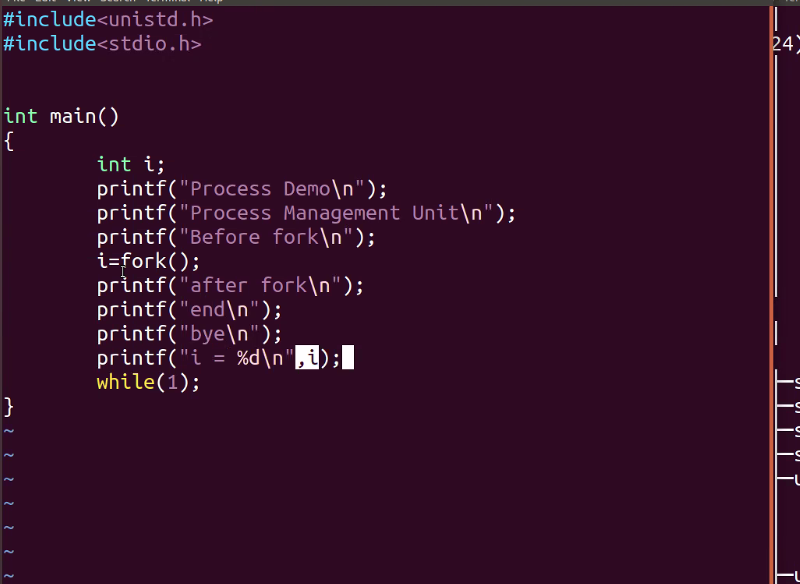 #include<unistd.h>
#include<stdio.h>
24)
int main()
{
int i;
printf("Process Demo\n");
printf("Process Management Unit\n");
printf("Before fork\n");
i=fork();
printf("after fork\n");
printf("end\n");
printf("bye\n");
printf("i = %d\n",i);
while(1);
}
~
~
~
~
~
~
~